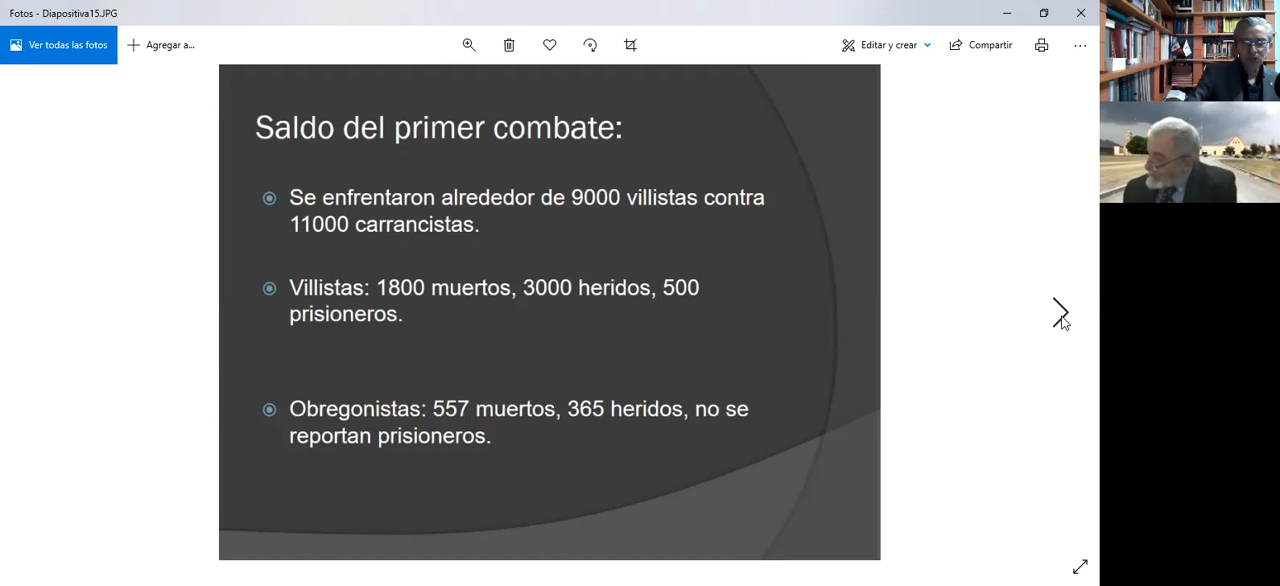 Fotos - Diapositiva15.JPG
Ver todas las fotos
Agregar a...
Editar y crear
Compartir
Saldo del primer combate:
Se enfrentaron alrededor de 9000 villistas contra
11000 carrancistas.
Villistas: 1800 muertos, 3000 heridos, 500
prisioneros.
Obregonistas: 557 muertos, 365 heridos, no se
reportan prisioneros.